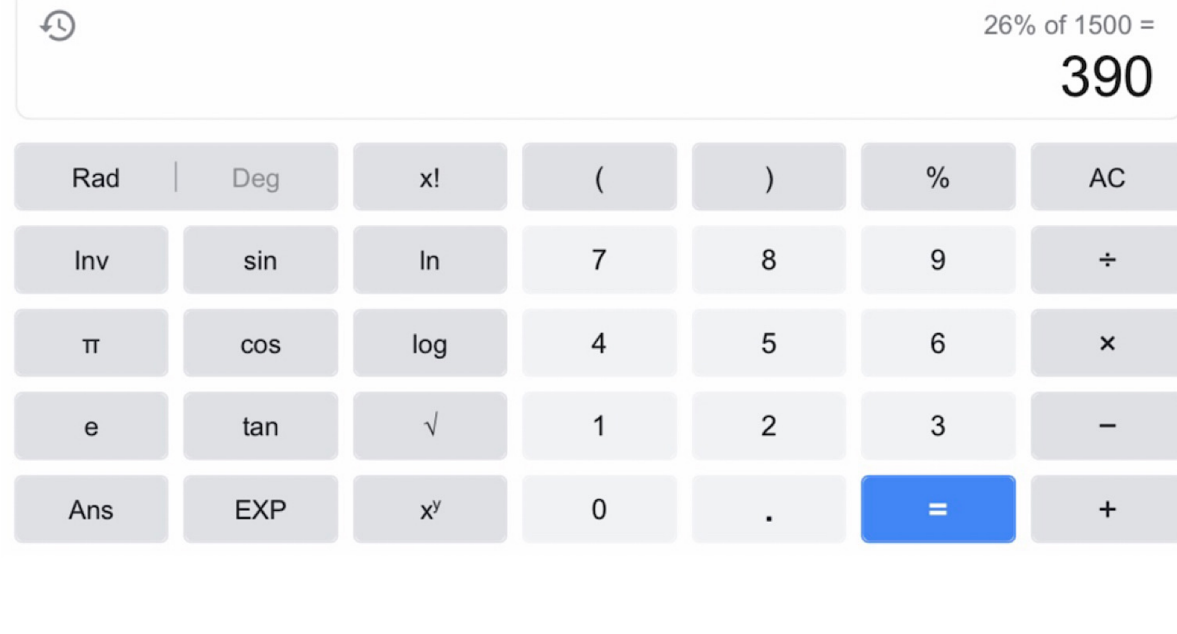 26% of 1500 =
390
Rad | Deg x! ( ) % AC
Inv sin ln 7 8 9 ÷
π cos log 4 5 6 ×
e tan √ 1 2 3 −
Ans EXP xʸ 0 . = +